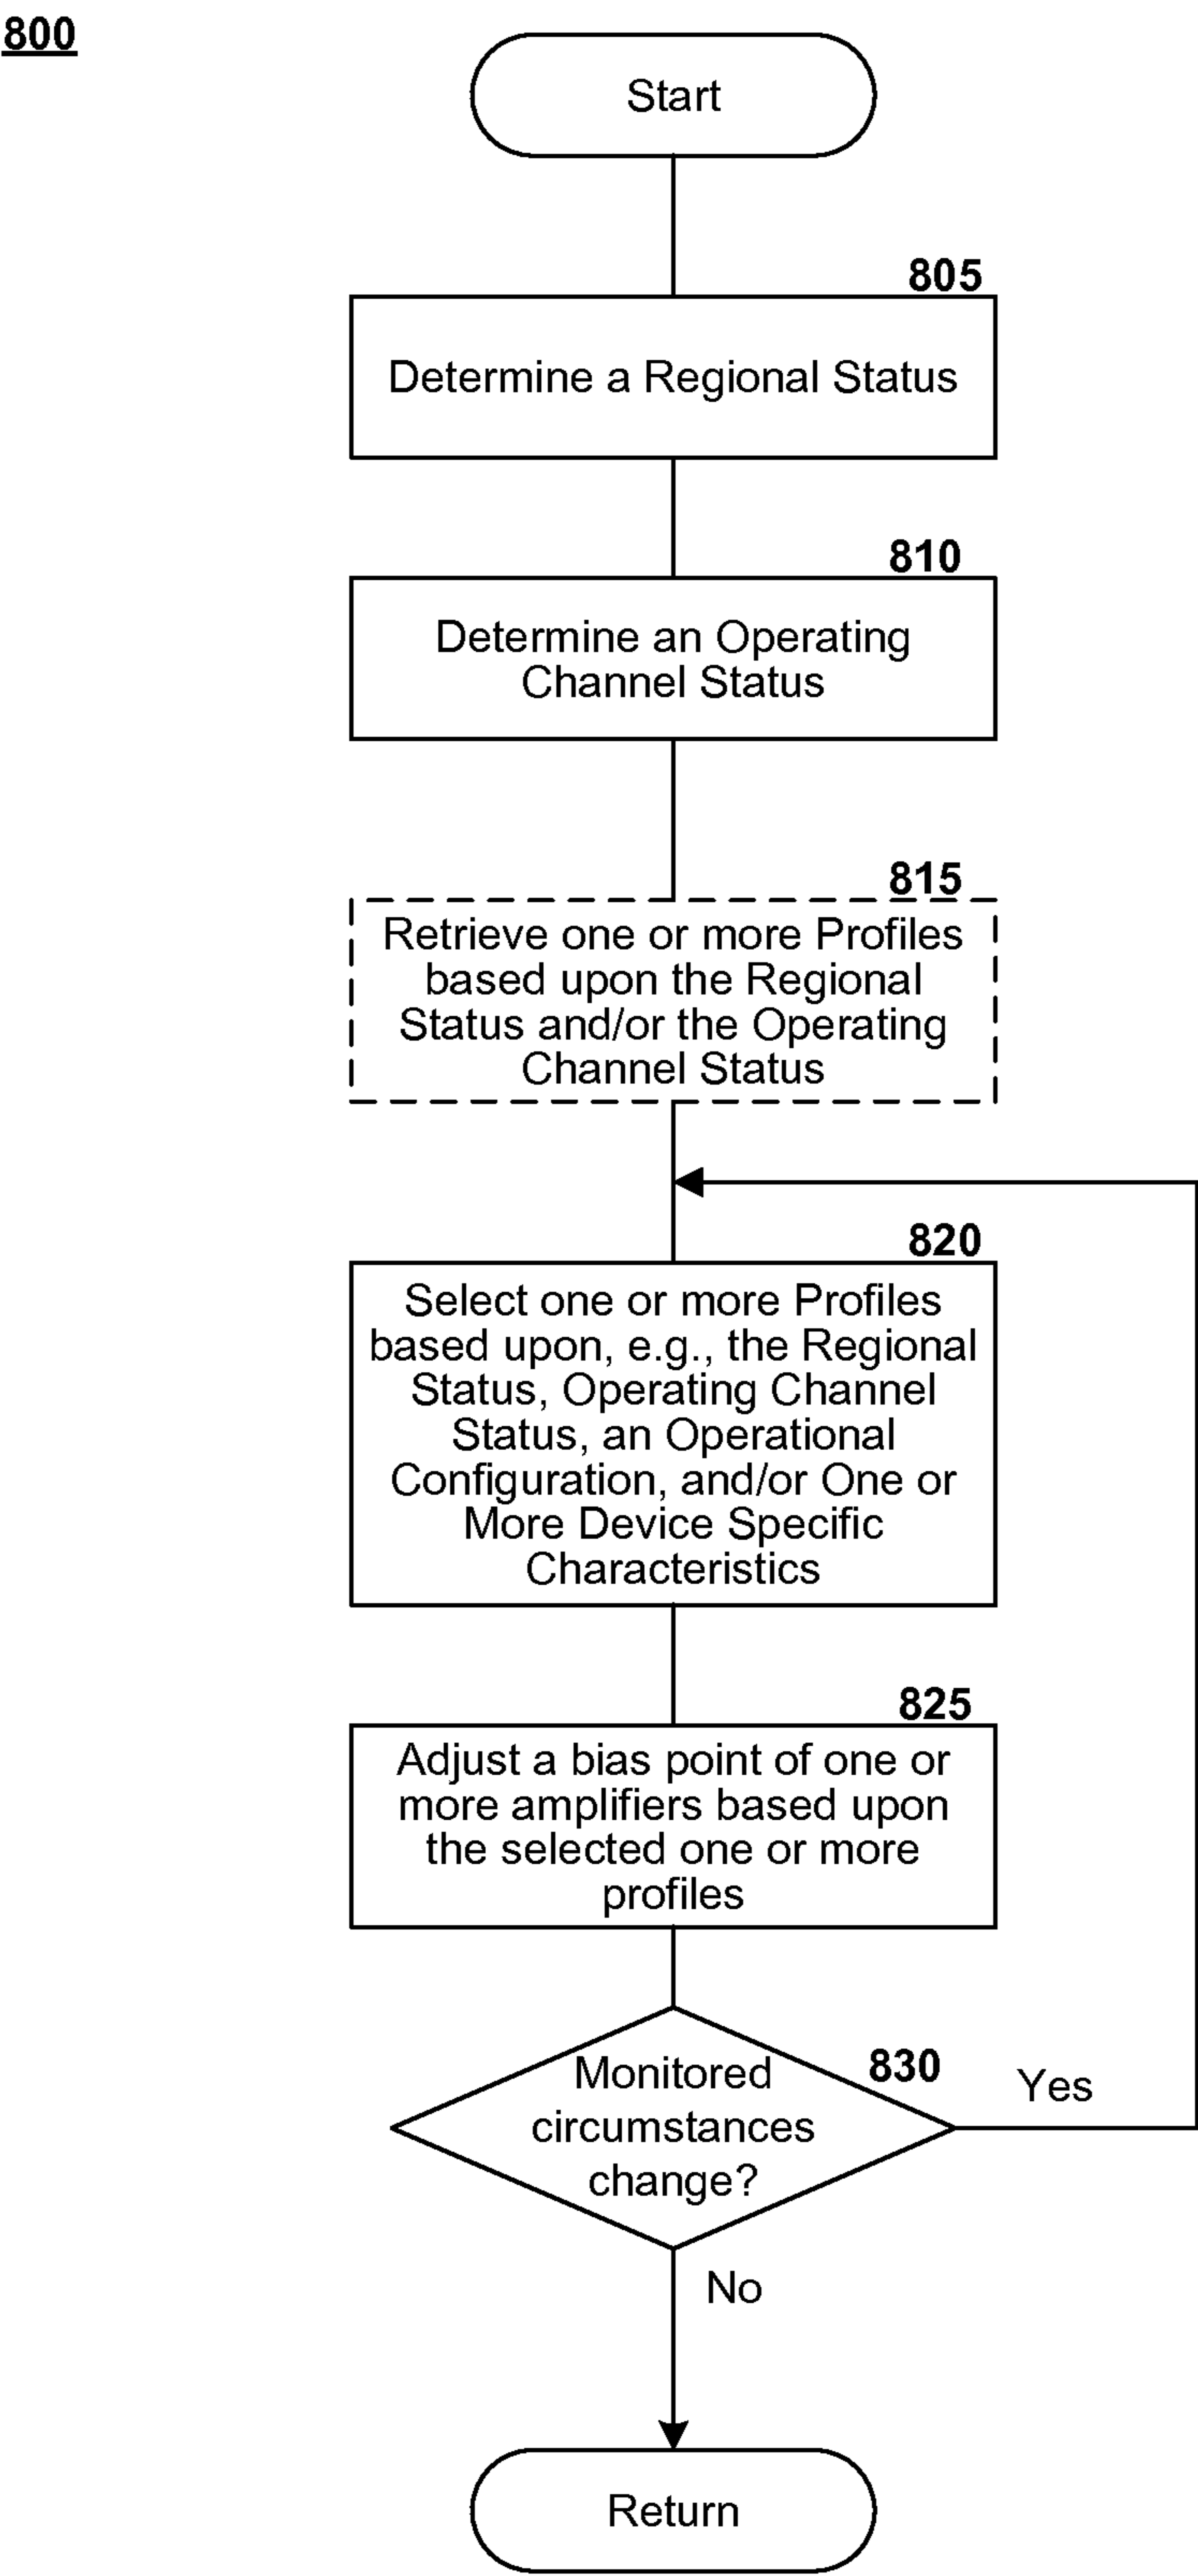 800
Start
805
Determine a Regional Status
810
Determine an Operating
Channel Status
815
Retrieve one or more Profiles
based upon the Regional
Status and/or the Operating
Channel Status
820
Select one or more Profiles
based upon, e.g., the Regional
Status, Operating Channel
Status, an Operational
Configuration, and/or One or
More Device Specific
Characteristics
825
Adjust a bias point of one or
more amplifiers based upon
the selected one or more
profiles
830
Monitored
circumstances
change?
Yes
No
Return